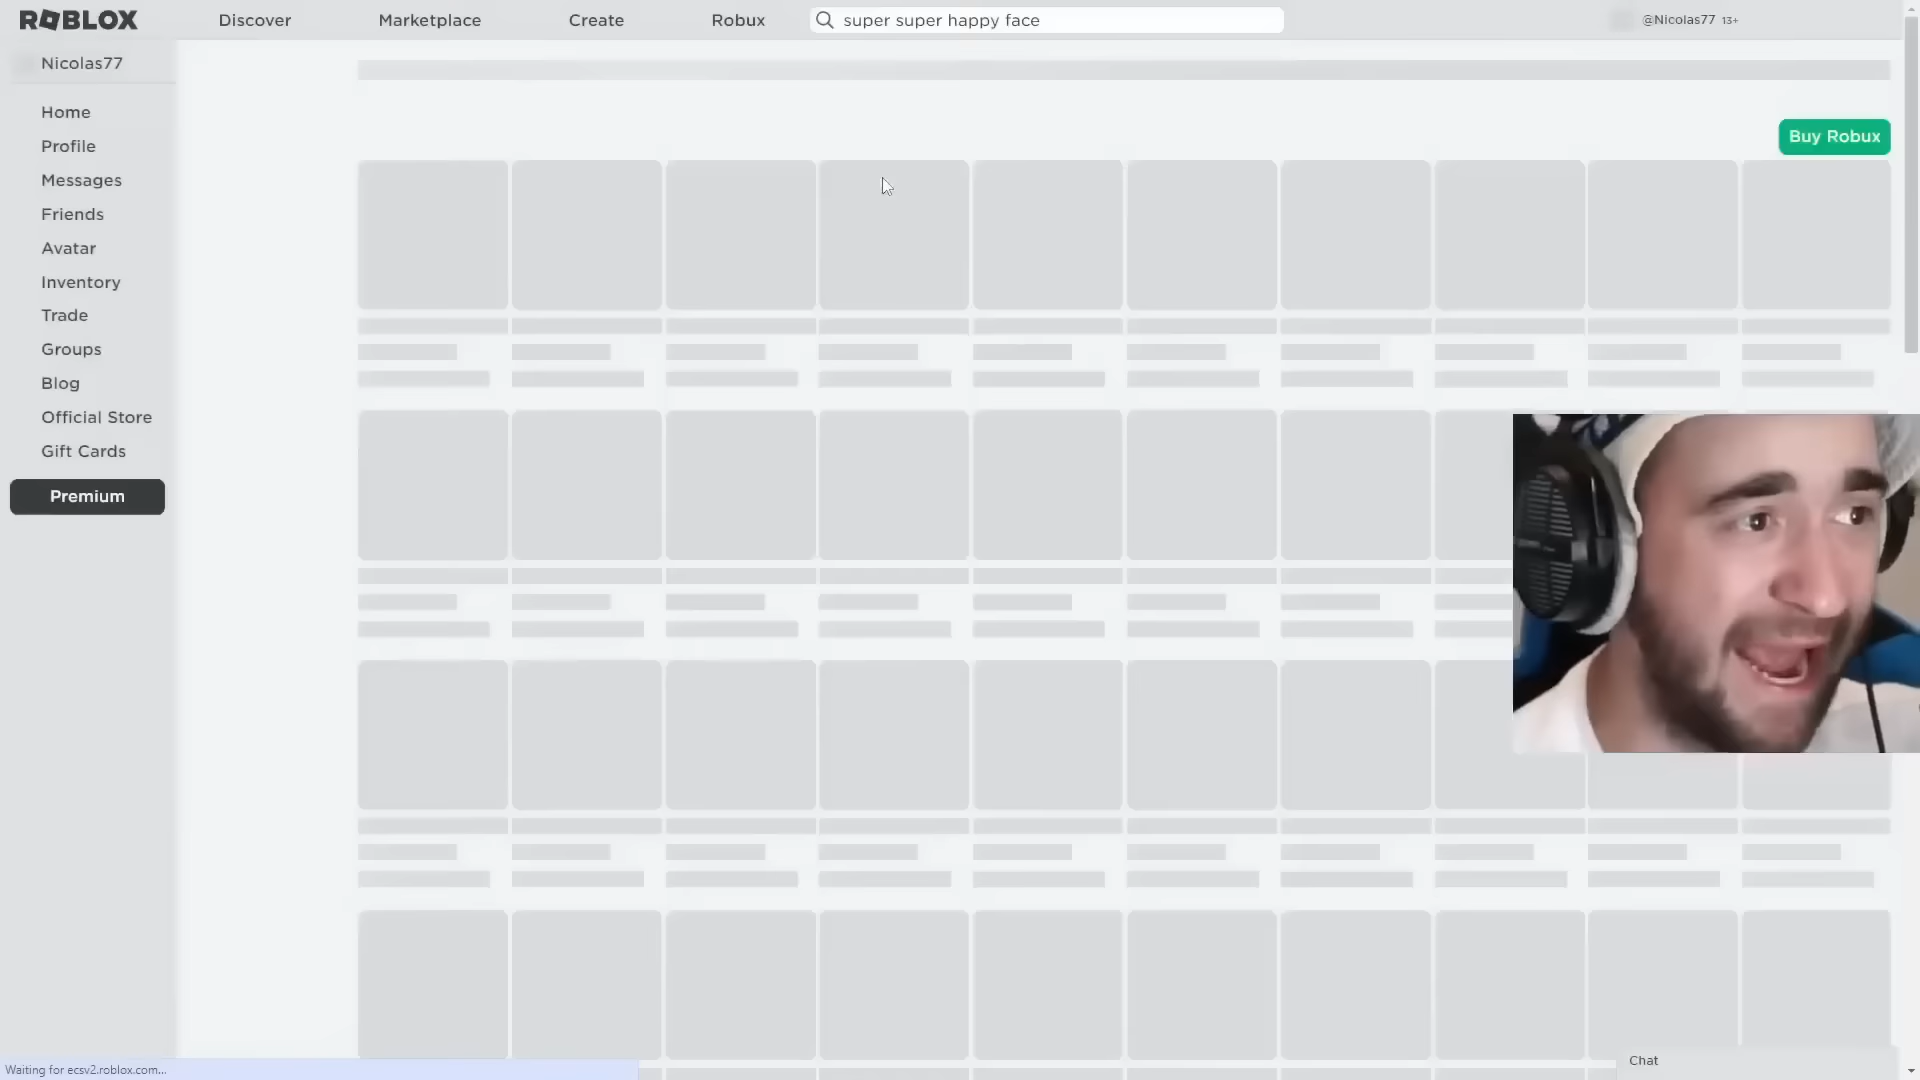 ROBLOX
Discover
Marketplace
Create
Robux
super super happy face
@Nicolas77 13+
Nicolas77
Home
Profile
Messages
Friends
Avatar
Inventory
Trade
Groups
Blog
Official Store
Gift Cards
Premium
Buy Robux
Chat
Waiting for ecsv2.roblox.com...